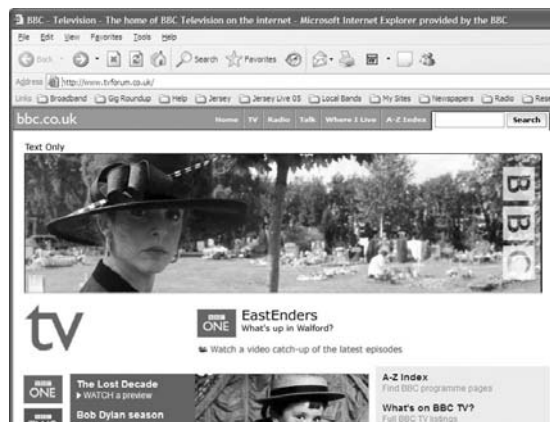 BBC - Television - The home of BBC Television on the internet - Microsoft Internet Explorer provided by the BBC
File Edit View Favorites Tools Help
Back Search Favorites
Address http://www.tvforum.co.uk/
Links Broadband Gig Roundup Help Jersey Jersey Live 05 Local Bands My Sites Newspapers Radio
bbc.co.uk Home TV Radio Talk Where I Live A-Z Index Search
Text Only
BBC
tv
BBC ONE
EastEnders
What's up in Walford?
Watch a video catch-up of the latest episodes
BBC ONE
The Lost Decade
WATCH a preview
Bob Dylan season
A-Z Index
Find BBC programme pages
What's on BBC TV?
Full BBC TV listings